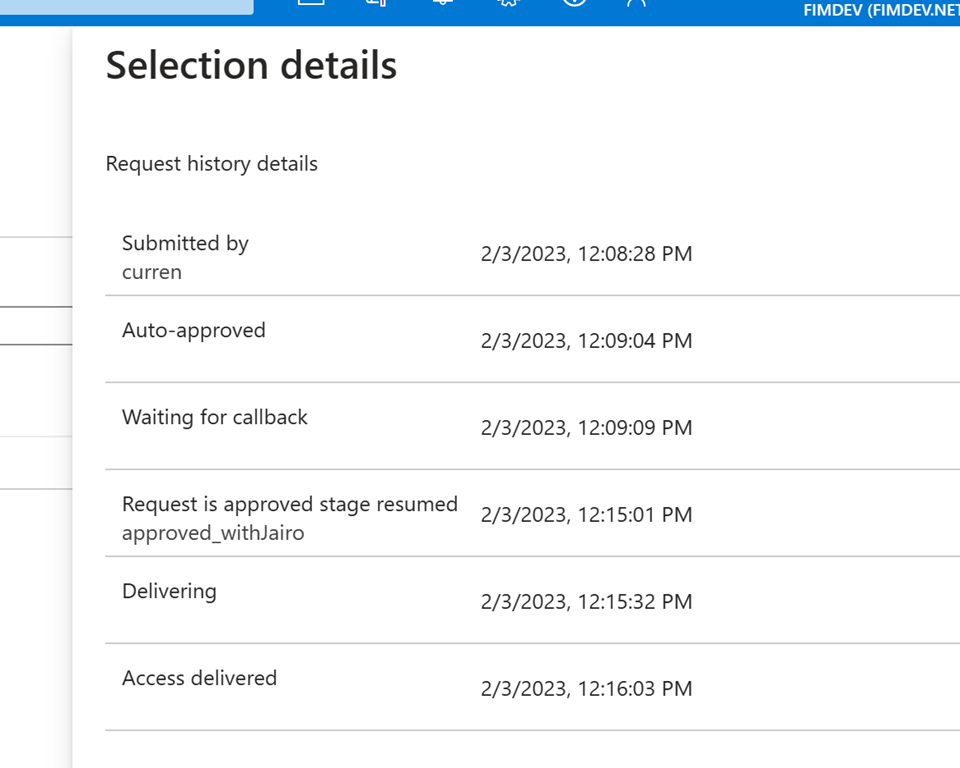 FIMDEV (FIMDEV.NET
Selection details
Request history details
Submitted by
curren
2/3/2023, 12:08:28 PM
Auto-approved
2/3/2023, 12:09:04 PM
Waiting for callback
2/3/2023, 12:09:09 PM
Request is approved stage resumed
approved_withJairo
2/3/2023, 12:15:01 PM
Delivering
2/3/2023, 12:15:32 PM
Access delivered
2/3/2023, 12:16:03 PM